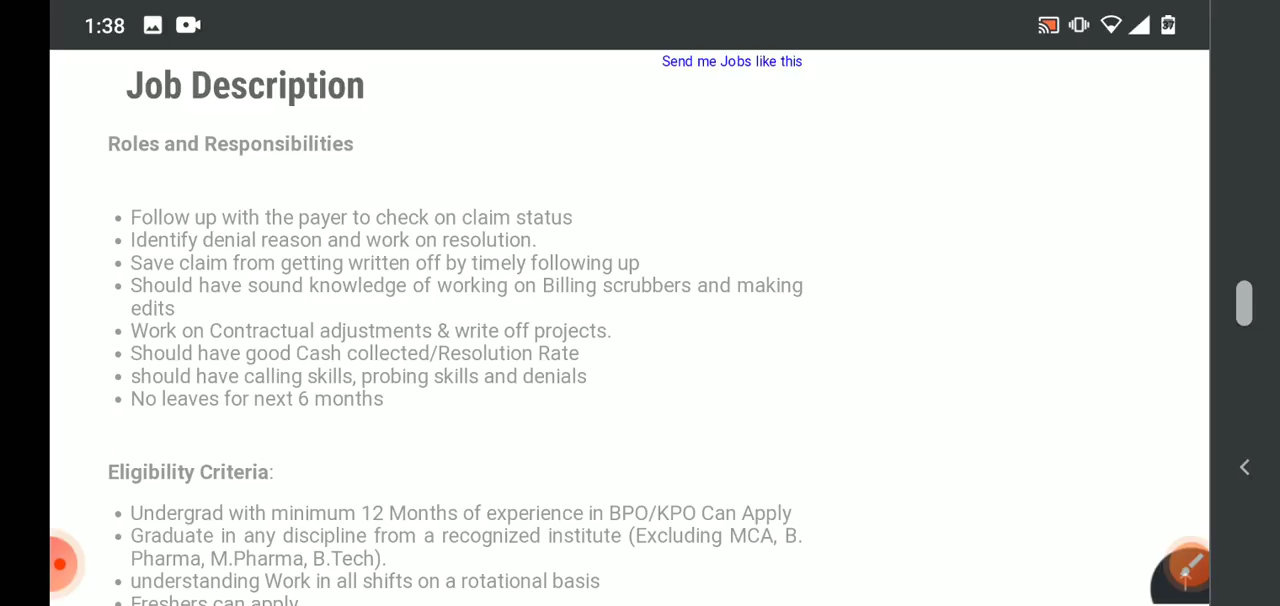 1:38
37
Send me Jobs like this
Job Description
Roles and Responsibilities
• Follow up with the payer to check on claim status
• Identify denial reason and work on resolution.
• Save claim from getting written off by timely following up
• Should have sound knowledge of working on Billing scrubbers and making
edits
• Work on Contractual adjustments & write off projects.
• Should have good Cash collected/Resolution Rate
• should have calling skills, probing skills and denials
• No leaves for next 6 months
Eligibility Criteria:
• Undergrad with minimum 12 Months of experience in BPO/KPO Can Apply
• Graduate in any discipline from a recognized institute (Excluding MCA, B.
Pharma, M.Pharma, B.Tech).
• understanding Work in all shifts on a rotational basis
• Freshers can apply